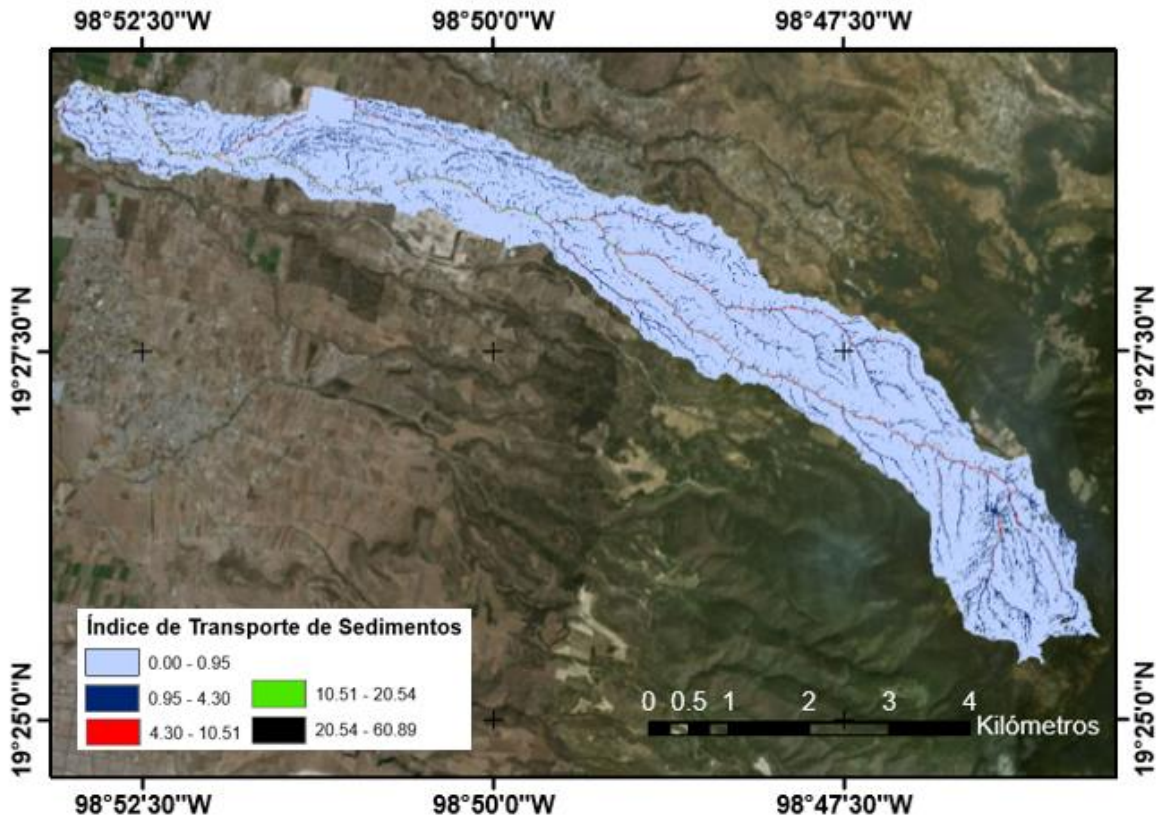 98°52'30"W 98°50'0"W 98°47'30"W
19°27'30"N 19°27'30"N
Índice de Transporte de Sedimentos
0.00 - 0.95
0.95 - 4.30 10.51 - 20.54
4.30 - 10.51 20.54 - 60.89
0 0.5 1 2 3 4
Kilómetros
19°25'0"N 19°25'0"N
98°52'30"W 98°50'0"W 98°47'30"W